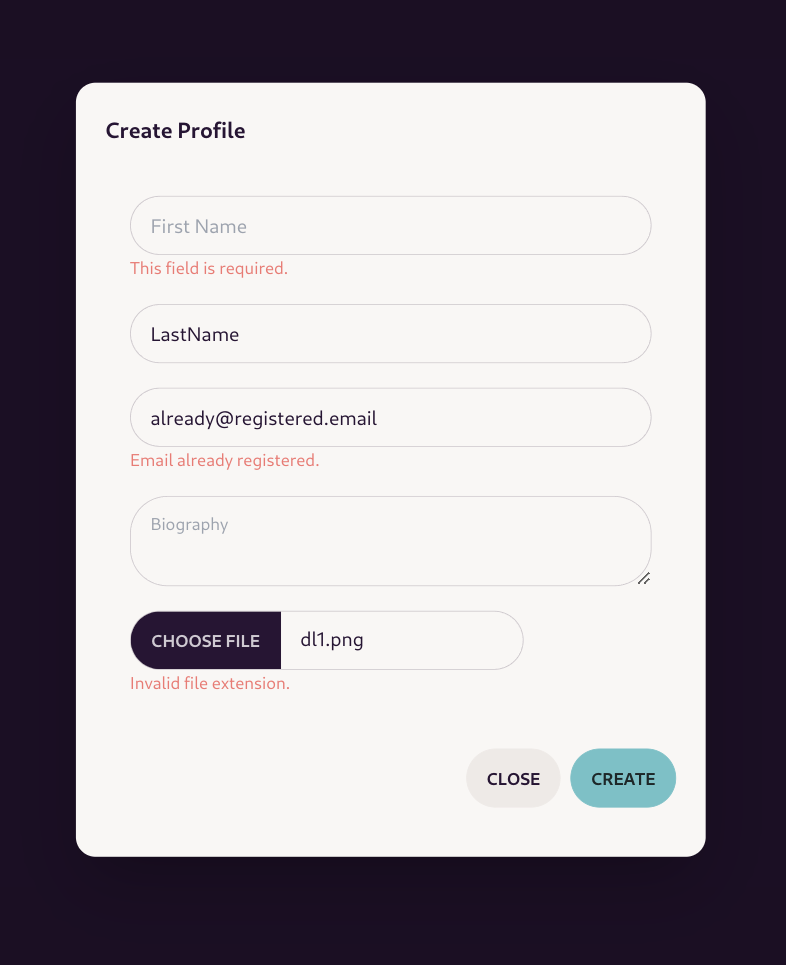 Create Profile
First Name
This field is required.
LastName
already@registered.email
Email already registered.
Biography
CHOOSE FILE dl1.png
Invalid file extension.
CLOSE CREATE